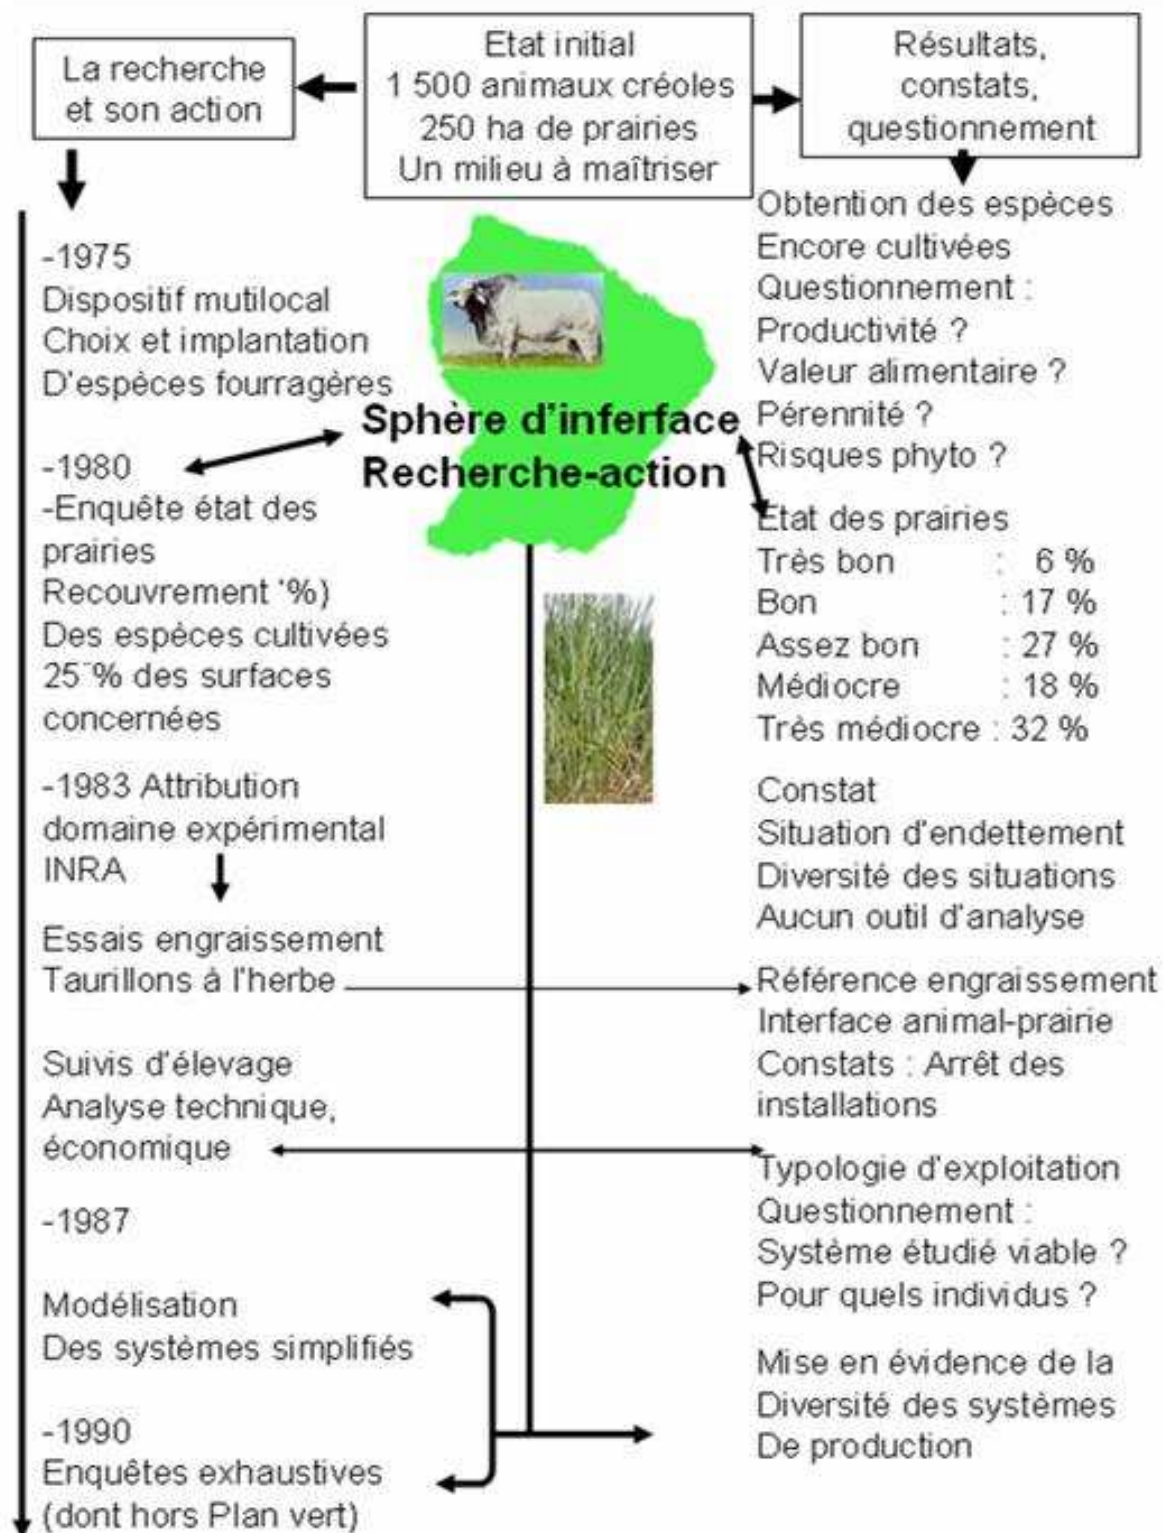 La recherche
et son action
Etat initial
1 500 animaux créoles
250 ha de prairies
Un milieu à maîtriser
Résultats,
constats,
questionnement
-1975
Dispositif mutilocal
Choix et implantation
D'espèces fourragères
-1980
-Enquête état des
prairies
Recouvrement '%)
Des espèces cultivées
25¨% des surfaces
concernées
-1983 Attribution
domaine expérimental
INRA
Essais engraissement
Taurillons à l'herbe
Suivis d'élevage
Analyse technique,
économique
-1987
Modélisation
Des systèmes simplifiés
-1990
Enquêtes exhaustives
(dont hors Plan vert)
Sphère d'inferface
Recherche-action
Obtention des espèces
Encore cultivées
Questionnement :
Productivité ?
Valeur alimentaire ?
Pérennité ?
Risques phyto ?
Etat des prairies
Très bon : 6 %
Bon : 17 %
Assez bon : 27 %
Médiocre : 18 %
Très médiocre : 32 %
Constat
Situation d'endettement
Diversité des situations
Aucun outil d'analyse
Référence engraissement
Interface animal-prairie
Constats : Arrêt des
installations
Typologie d'exploitation
Questionnement :
Système étudié viable ?
Pour quels individus ?
Mise en évidence de la
Diversité des systèmes
De production